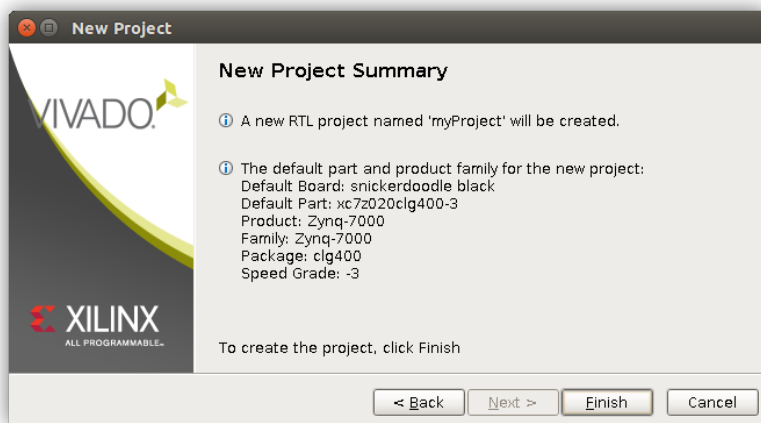 New Project
VIVADO.
New Project Summary
A new RTL project named 'myProject' will be created.
The default part and product family for the new project:
Default Board: snickerdoodle black
Default Part: xc7z020clg400-3
Product: Zynq-7000
Family: Zynq-7000
Package: clg400
Speed Grade: -3
XILINX
ALL PROGRAMMABLE™
To create the project, click Finish
< Back
Next >
Finish
Cancel